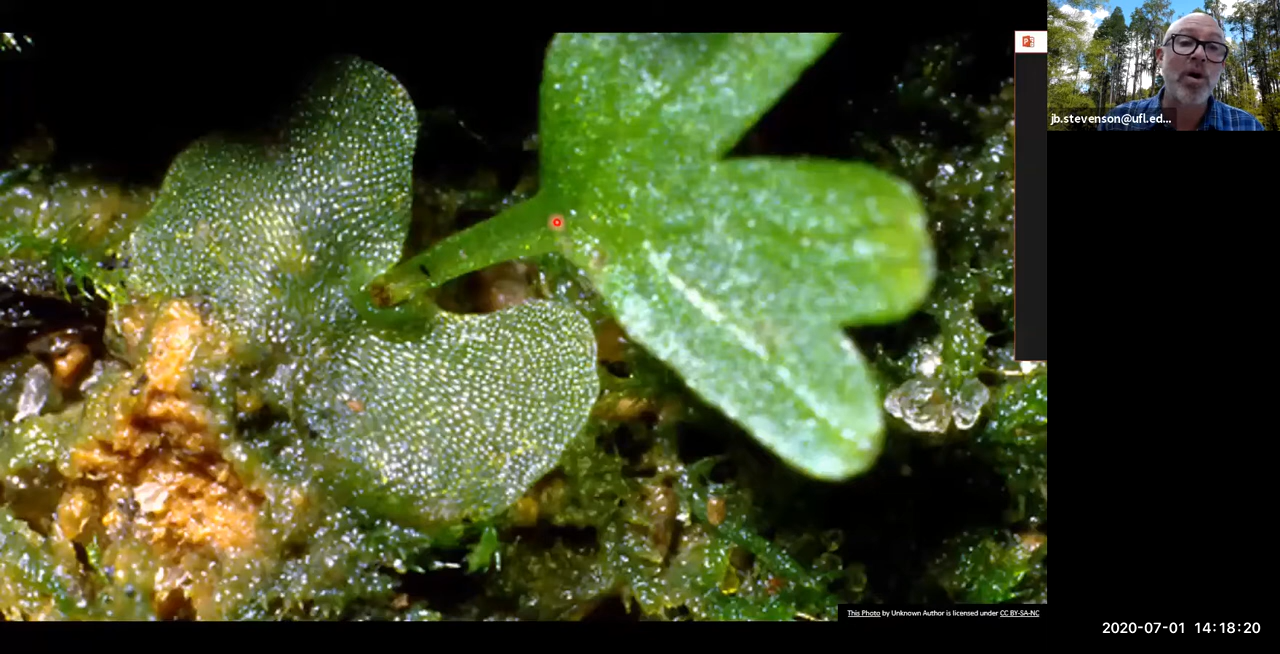 jb.stevenson@ufl.ed...
This Photo by Unknown Author is licensed under CC BY-SA-NC
2020-07-01 14:18:20